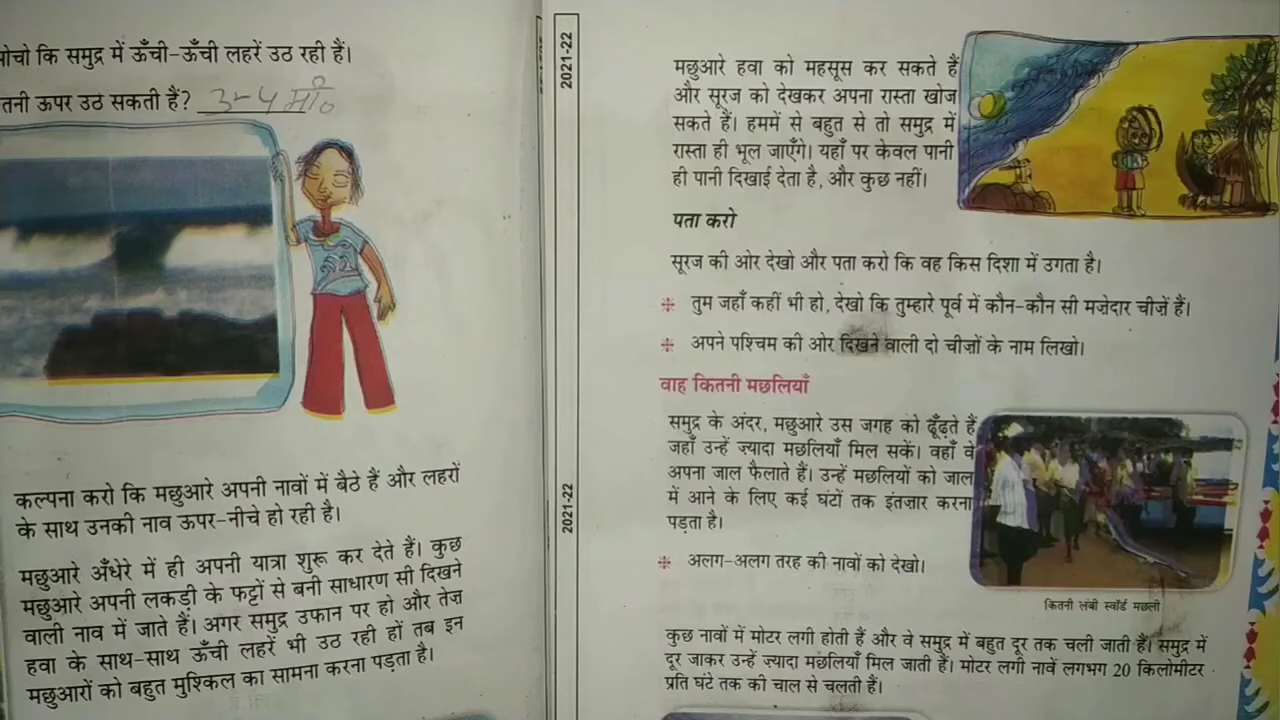 कि समुद्र में ऊँची-ऊँची लहरें उठ रही हैं।
ऊपर उठ सकती हैं? 3-4 मी०
कल्पना करो कि मछुआरे अपनी नावों में बैठे हैं और लहरों
के साथ उनकी नाव ऊपर-नीचे हो रही है।
मछुआरे अँधेरे में ही अपनी यात्रा शुरू कर देते हैं। कुछ
मछुआरे अपनी लकड़ी के फट्टों से बनी साधारण सी दिखने
वाली नाव में जाते हैं। अगर समुद्र उफान पर हो और तेज़
हवा के साथ-साथ ऊँची लहरें भी उठ रही हों तब इन
मछुआरों को बहुत मुश्किल का सामना करना पड़ता है।
2021-22
2021-22
मछुआरे हवा को महसूस कर सकते हैं
और सूरज को देखकर अपना रास्ता खोज
सकते हैं। हममें से बहुत से तो समुद्र में
रास्ता ही भूल जाएँगे। यहाँ पर केवल पानी
ही पानी दिखाई देता है, और कुछ नहीं।
पता करो
सूरज की ओर देखो और पता करो कि वह किस दिशा में उगता है।
तुम जहाँ कहीं भी हो, देखो कि तुम्हारे पूर्व में कौन-कौन सी मज़ेदार चीज़ें हैं।
अपने पश्चिम की ओर दिखने वाली दो चीज़ों के नाम लिखो।
वाह कितनी मछलियाँ
समुद्र के अंदर, मछुआरे उस जगह को ढूँढ़ते हैं
जहाँ उन्हें ज़्यादा मछलियाँ मिल सकें। वहाँ वे
अपना जाल फैलाते हैं। उन्हें मछलियों को जाल
में आने के लिए कई घंटों तक इंतज़ार करना
पड़ता है।
अलग-अलग तरह की नावों को देखो।
कितनी लंबी स्वॉर्ड मछली
कुछ नावों में मोटर लगी होती हैं और वे समुद्र में बहुत दूर तक चली जाती हैं। समुद्र में
दूर जाकर उन्हें ज़्यादा मछलियाँ मिल जाती हैं। मोटर लगी नावें लगभग 20 किलोमीटर
प्रति घंटे तक की चाल से चलती हैं।